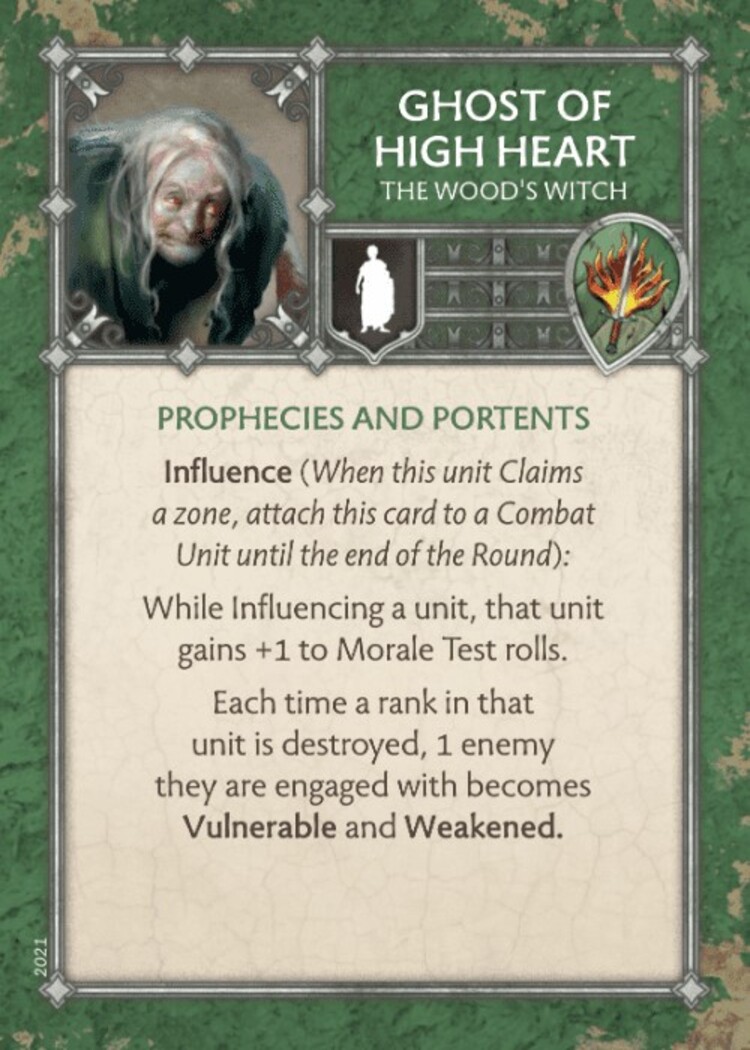 GHOST OF
HIGH HEART
THE WOOD'S WITCH
PROPHECIES AND PORTENTS
Influence (When this unit Claims
a zone, attach this card to a Combat
Unit until the end of the Round):
While Influencing a unit, that unit
gains +1 to Morale Test rolls.
Each time a rank in that
unit is destroyed, 1 enemy
they are engaged with becomes
Vulnerable and Weakened.
2021